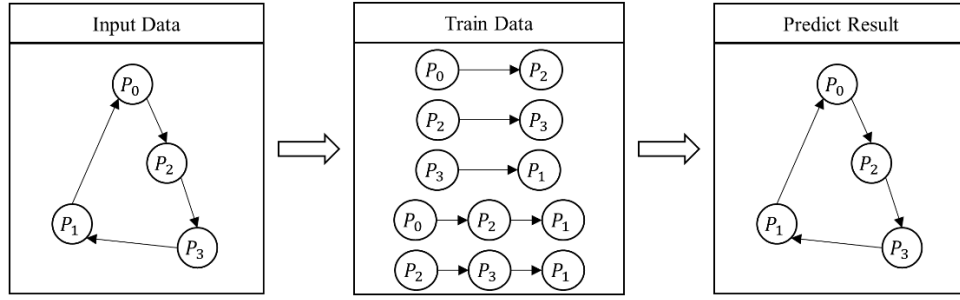 Input Data
P₀
P₂
P₁
P₃
Train Data
P₀ P₂
P₂ P₃
P₃ P₁
P₀ P₂ P₁
P₂ P₃ P₁
Predict Result
P₀
P₂
P₁
P₃